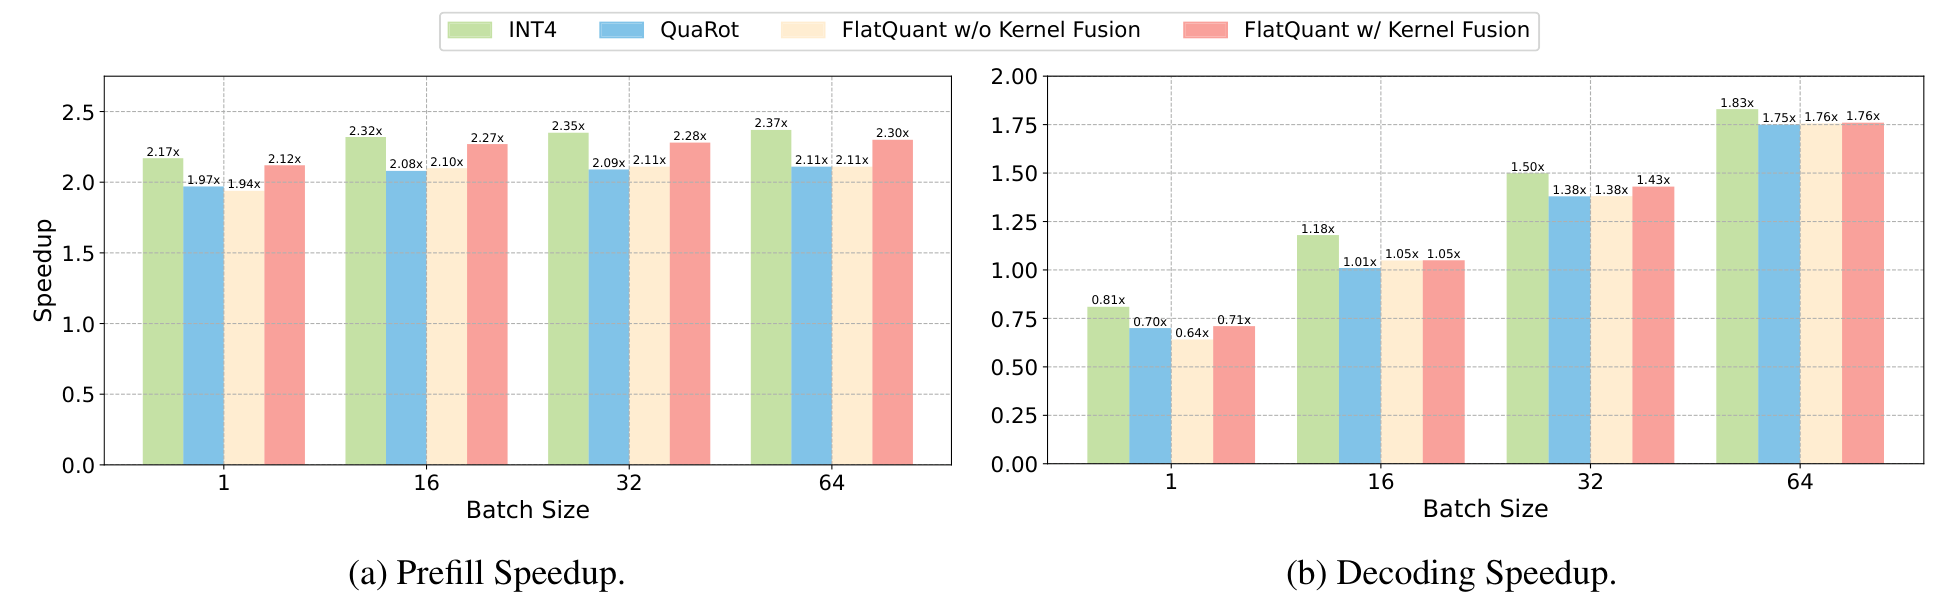 INT4 QuaRot FlatQuant w/o Kernel Fusion FlatQuant w/ Kernel Fusion
Speedup
2.5
2.0
1.5
1.0
0.5
0.0
2.17x 1.97x 1.94x 2.12x
2.32x 2.08x 2.10x 2.27x
2.35x 2.09x 2.11x 2.28x
2.37x 2.11x 2.11x 2.30x
1 16 32 64
Batch Size
(a) Prefill Speedup.
2.00
1.75
1.50
1.25
1.00
0.75
0.50
0.25
0.00
0.81x 0.70x 0.64x 0.71x
1.18x 1.01x 1.05x 1.05x
1.50x 1.38x 1.38x 1.43x
1.83x 1.75x 1.76x 1.76x
1 16 32 64
Batch Size
(b) Decoding Speedup.